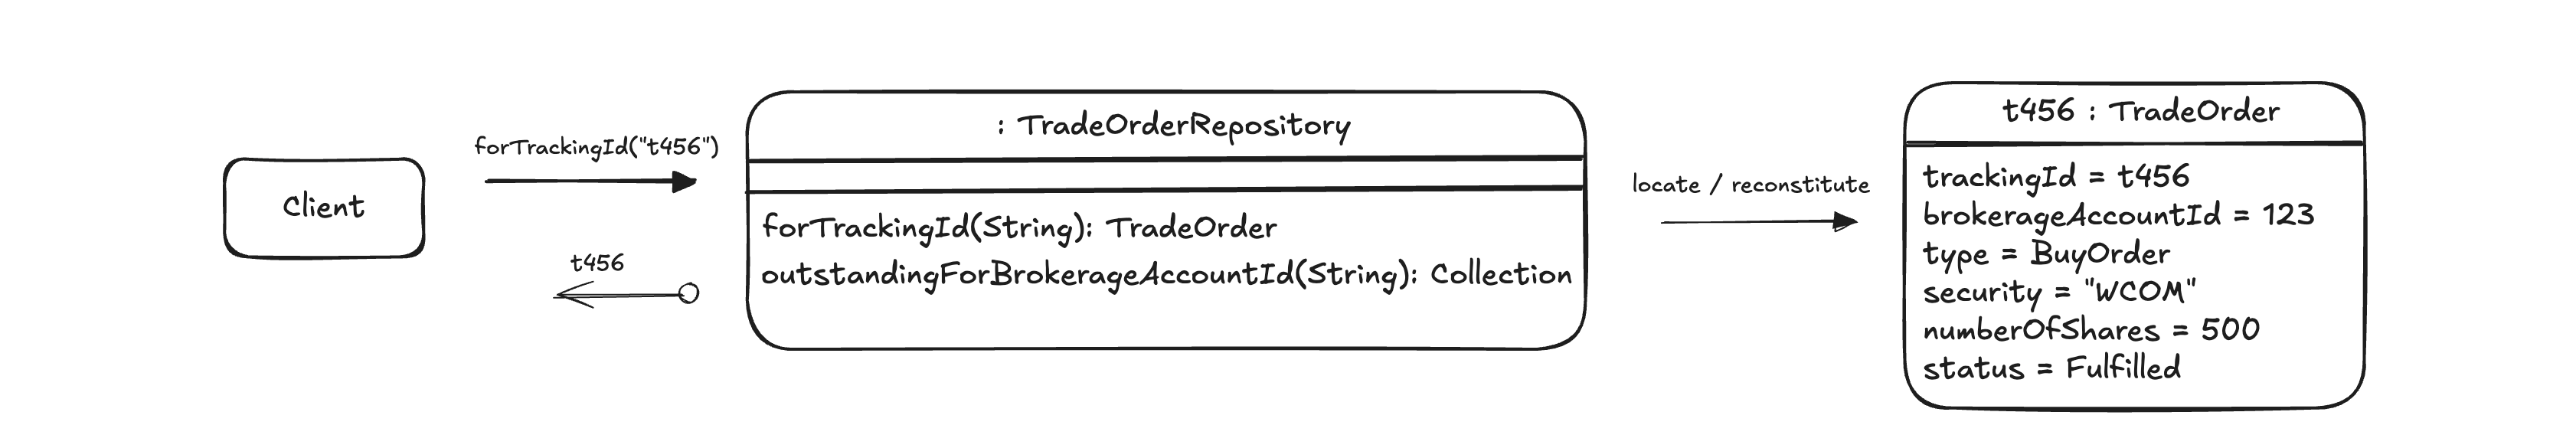 Client
forTrackingId("t456")
t456
: TradeOrderRepository
forTrackingId(String): TradeOrder
outstandingForBrokerageAccountId(String): Collection
locate / reconstitute
t456 : TradeOrder
trackingId = t456
brokerageAccountId = 123
type = BuyOrder
security = "WCOM"
numberOfShares = 500
status = Fulfilled